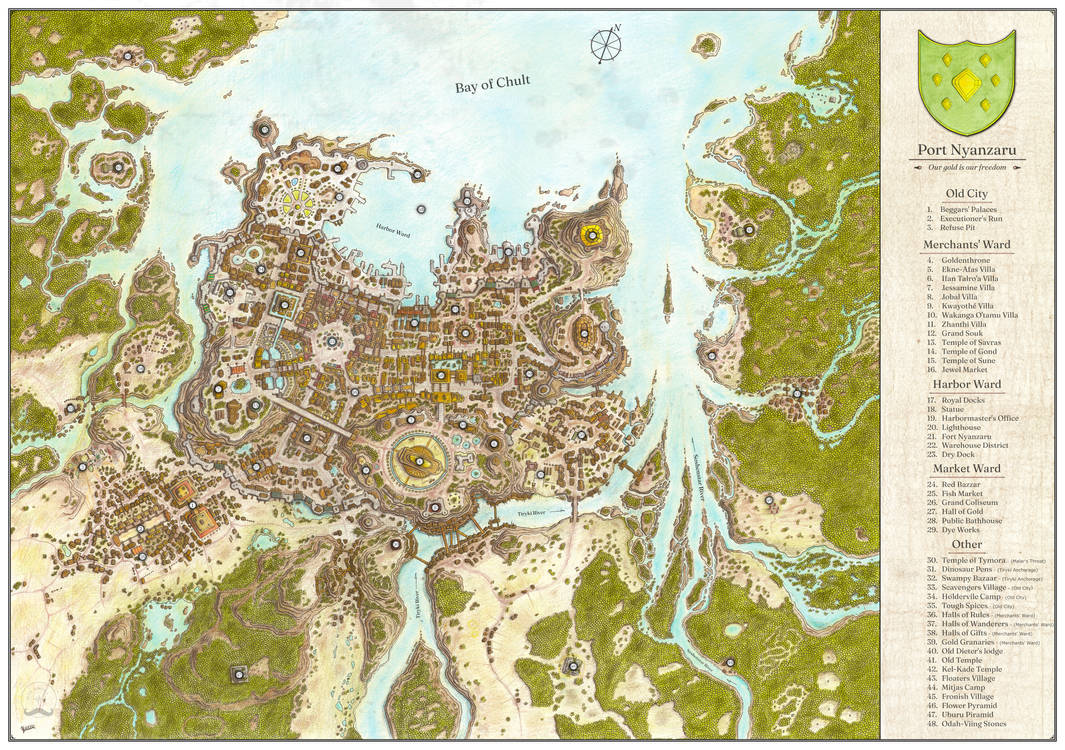 N
Bay of Chult
Harbor Ward
Tiryki River
Tiryki River
Soshenstar River
Port Nyanzaru
Our gold is our freedom
Old City
1. Beggars' Palaces
2. Executioner's Run
3. Refuse Pit
Merchants' Ward
4. Goldenthrone
5. Ekne-Afas Villa
6. Ifan Talro'a Villa
7. Jessamine Villa
8. Jobal Villa
9. Kwayothé Villa
10. Wakanga O'tamu Villa
11. Zhanthi Villa
12. Grand Souk
13. Temple of Savras
14. Temple of Gond
15. Temple of Sune
16. Jewel Market
Harbor Ward
17. Royal Docks
18. Statue
19. Harbormaster's Office
20. Lighthouse
21. Fort Nyanzaru
22. Warehouse District
23. Dry Dock
Market Ward
24. Red Bazzar
25. Fish Market
26. Grand Coliseum
27. Hall of Gold
28. Public Bathhouse
29. Dye Works
Other
30. Temple of Tymora - (Malar's Throat)
31. Dinosaur Pens - (Tiryki Anchorage)
32. Swampy Bazaar - (Tiryki Anchorage)
33. Scavengers Village - (Old City)
34. Holdervile Camp - (Old City)
35. Tough Spices - (Old City)
36. Halls of Rules - (Merchants' Ward)
37. Halls of Wanderers - (Merchants' Ward)
38. Halls of Gifts - (Merchants' Ward)
39. Gold Granaries - (Merchants' Ward)
40. Old Dieter's lodge
41. Old Temple
42. Kel-Kade Temple
43. Floaters Village
44. Mitjas Camp
45. Fronish Village
46. Flower Pyramid
47. Uburu Piramid
48. Odah-Viing Stones